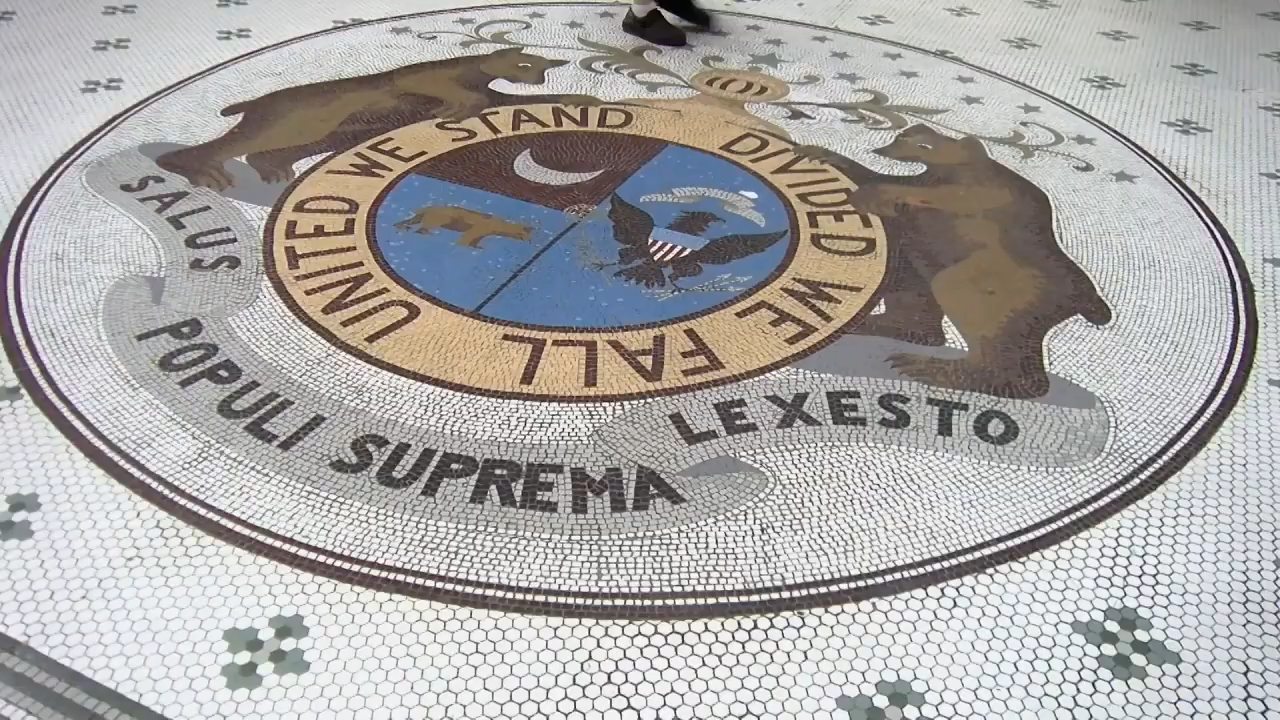 UNITED WE STAND DIVIDED WE FALL
SALUS
POPULI SUPREMA
LEXESTO